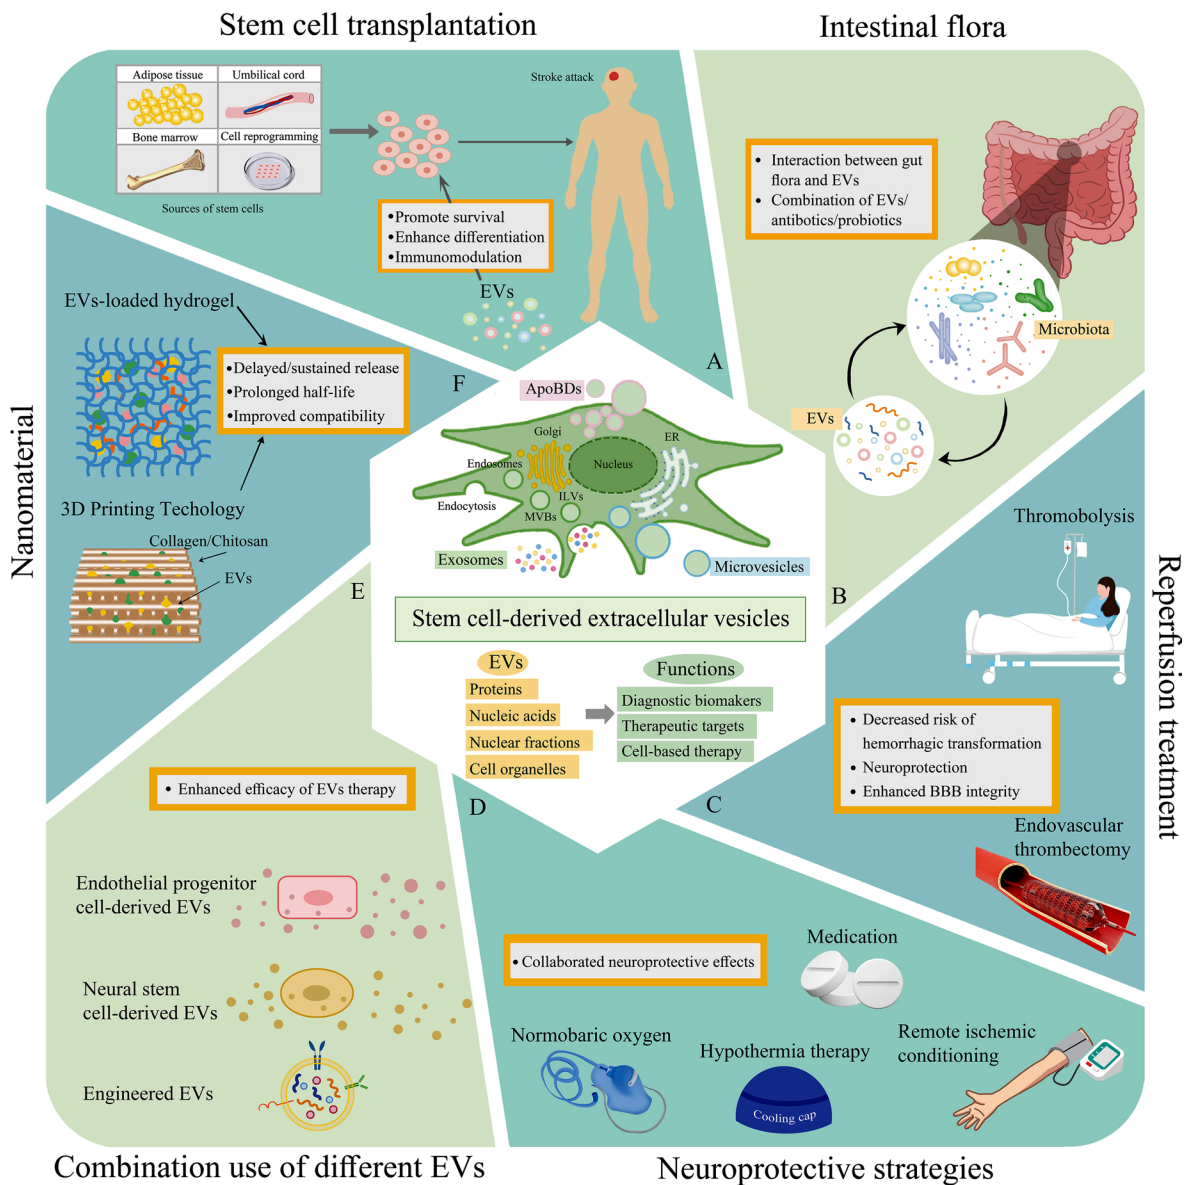 Stem cell transplantation
Intestinal flora
Adipose tissue
Umbilical cord
Bone marrow
Cell reprogramming
Sources of stem cells
Stroke attack
•Promote survival
•Enhance differentiation
•Immunomodulation
EVs
A
• Interaction between gut
flora and EVs
• Combination of EVs/
antibotics/probiotics
Microbiota
EVs
B
Nanomaterial
EVs-loaded hydrogel
•Delayed/sustained release
•Prolonged half-life
•Improved compatibility
F
3D Printing Techology
Collagen/Chitosan
EVs
ApoBDs
Golgi
ER
Endosomes
Nucleus
ILVs
Endocytosis
MVBs
Exosomes
Microvesicles
Stem cell-derived extracellular vesicles
EVs
Proteins
Nucleic acids
Nuclear fractions
Cell organelles
Functions
Diagnostic biomakers
Therapeutic targets
Cell-based therapy
Reperfusion treatment
Thromobolysis
• Decreased risk of
hemorrhagic transformation
• Neuroprotection
• Enhanced BBB integrity
Endovascular
thrombectomy
C
E
• Enhanced efficacy of EVs therapy
Endothelial progenitor
cell-derived EVs
Neural stem
cell-derived EVs
Engineered EVs
Combination use of different EVs
D
• Collaborated neuroprotective effects
Medication
Normobaric oxygen
Hypothermia therapy
Cooling cap
Remote ischemic
conditioning
Neuroprotective strategies